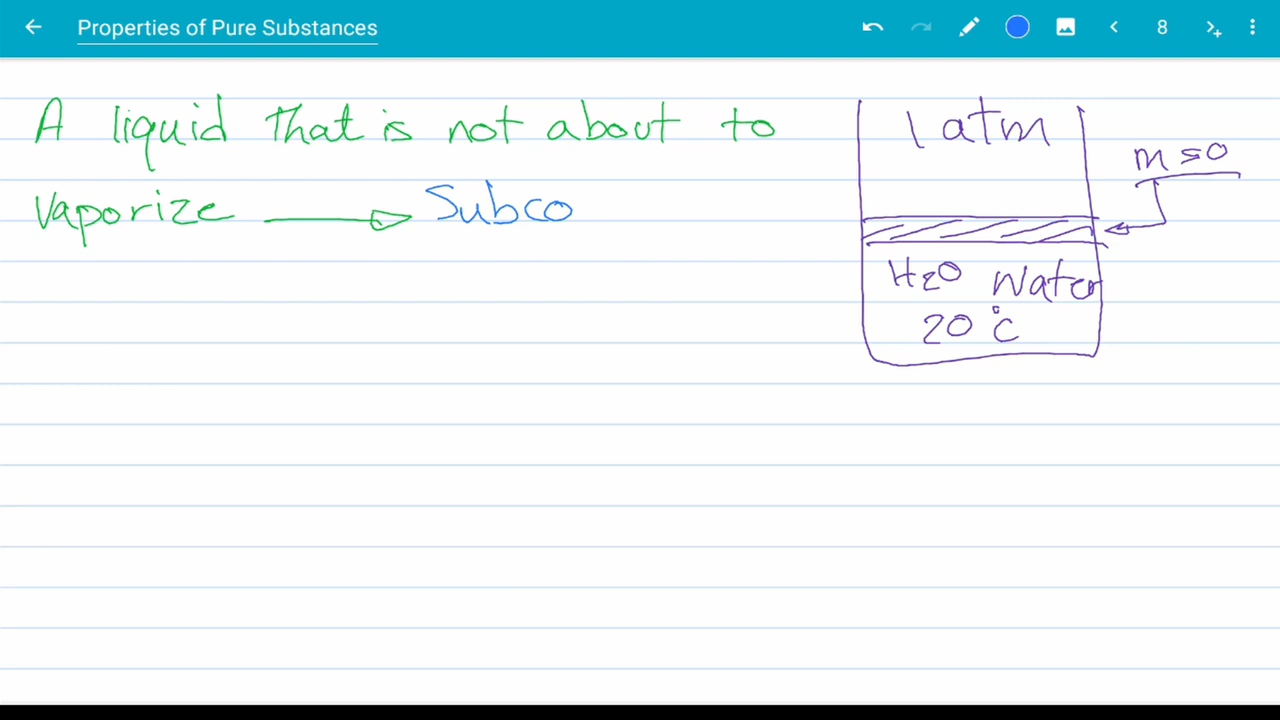 Properties of Pure Substances
8
A liquid that is not about to
vaporize → Subco
1 atm
m = 0
H2O Water
20 °C